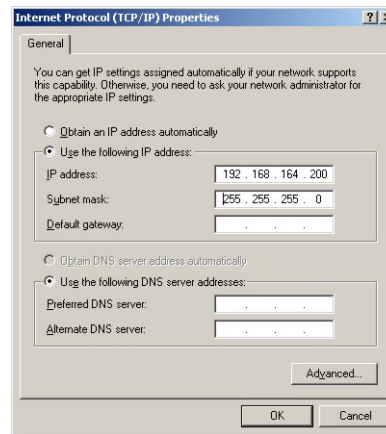 Internet Protocol (TCP/IP) Properties
General
You can get IP settings assigned automatically if your network supports
this capability. Otherwise, you need to ask your network administrator for
the appropriate IP settings.
Obtain an IP address automatically
Use the following IP address:
IP address: 192 . 168 . 164 . 200
Subnet mask: 255 . 255 . 255 . 0
Default gateway: . . .
Obtain DNS server address automatically
Use the following DNS server addresses:
Preferred DNS server: . . .
Alternate DNS server: . . .
Advanced...
OK Cancel